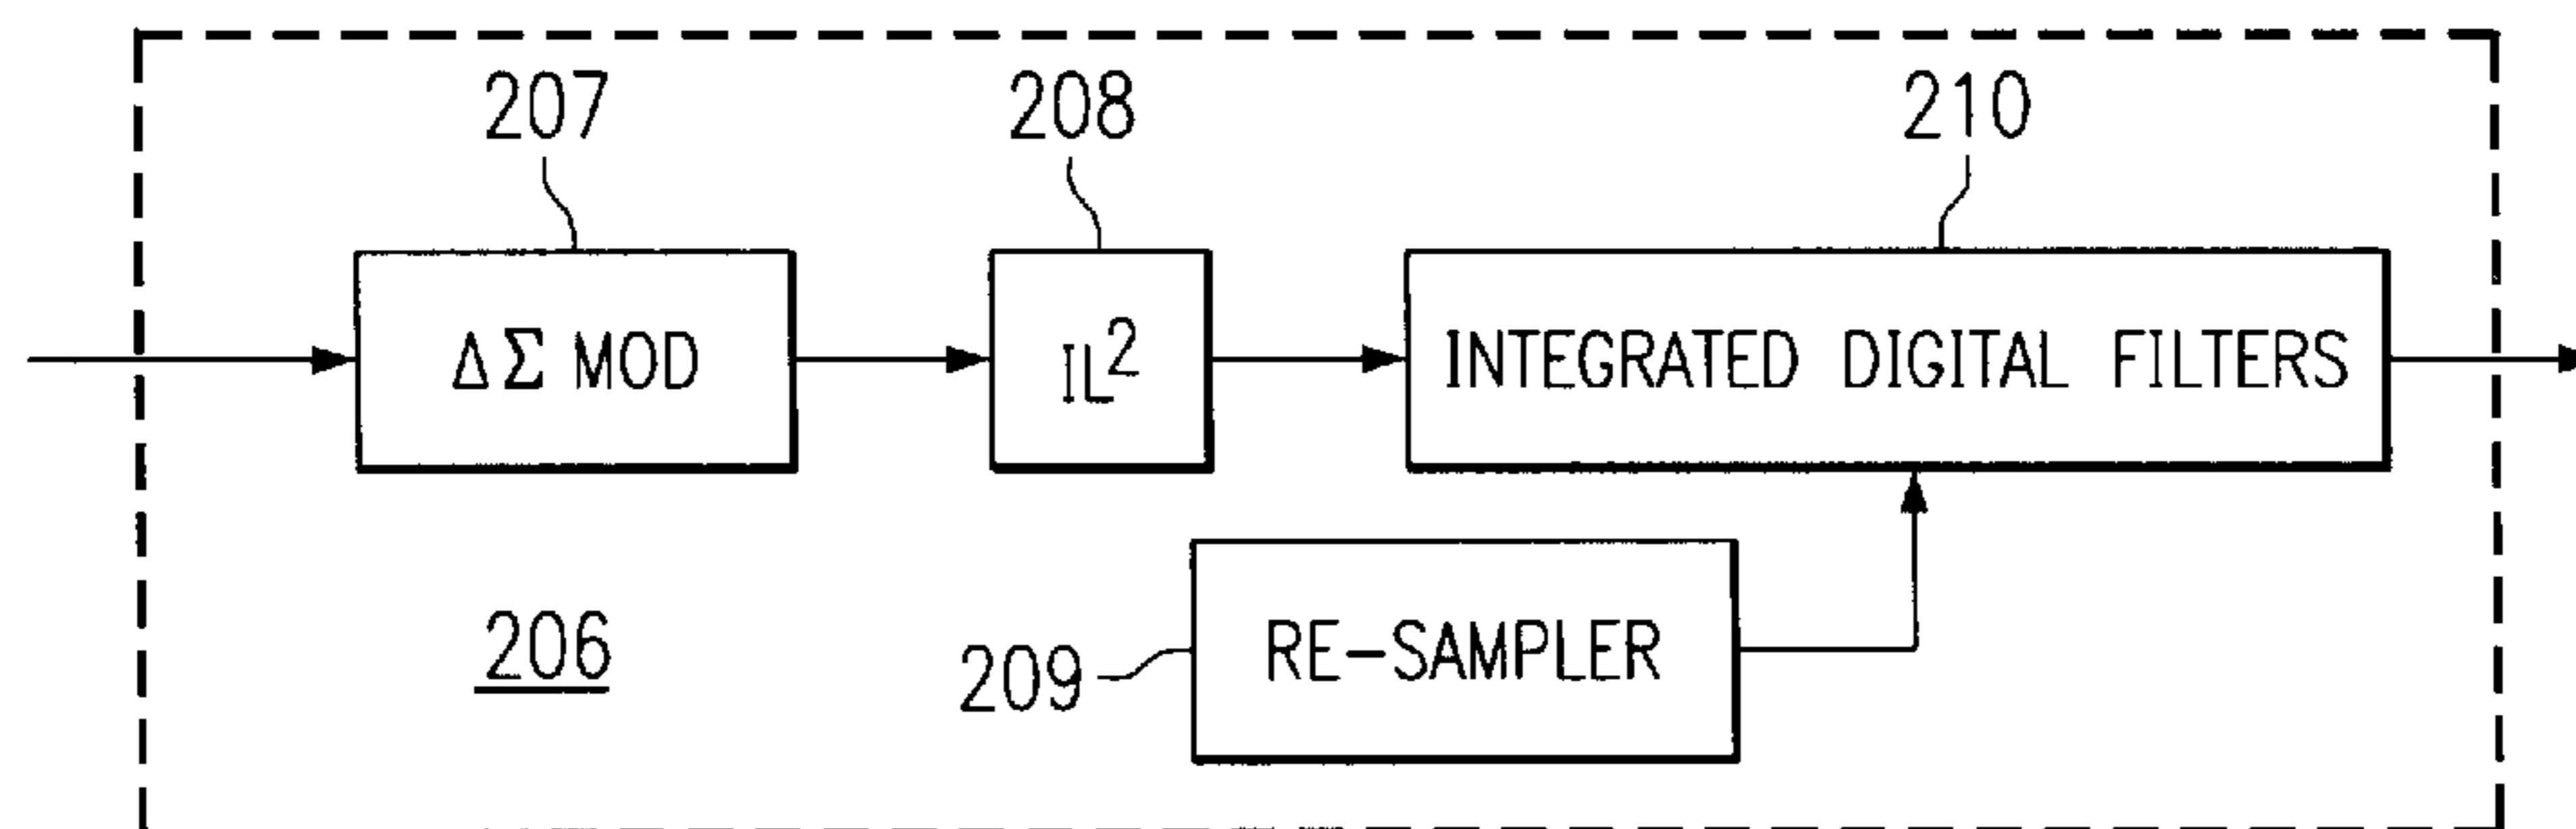 207 208 210
ΔΣ MOD
IL²
INTEGRATED DIGITAL FILTERS
206
209
RE-SAMPLER